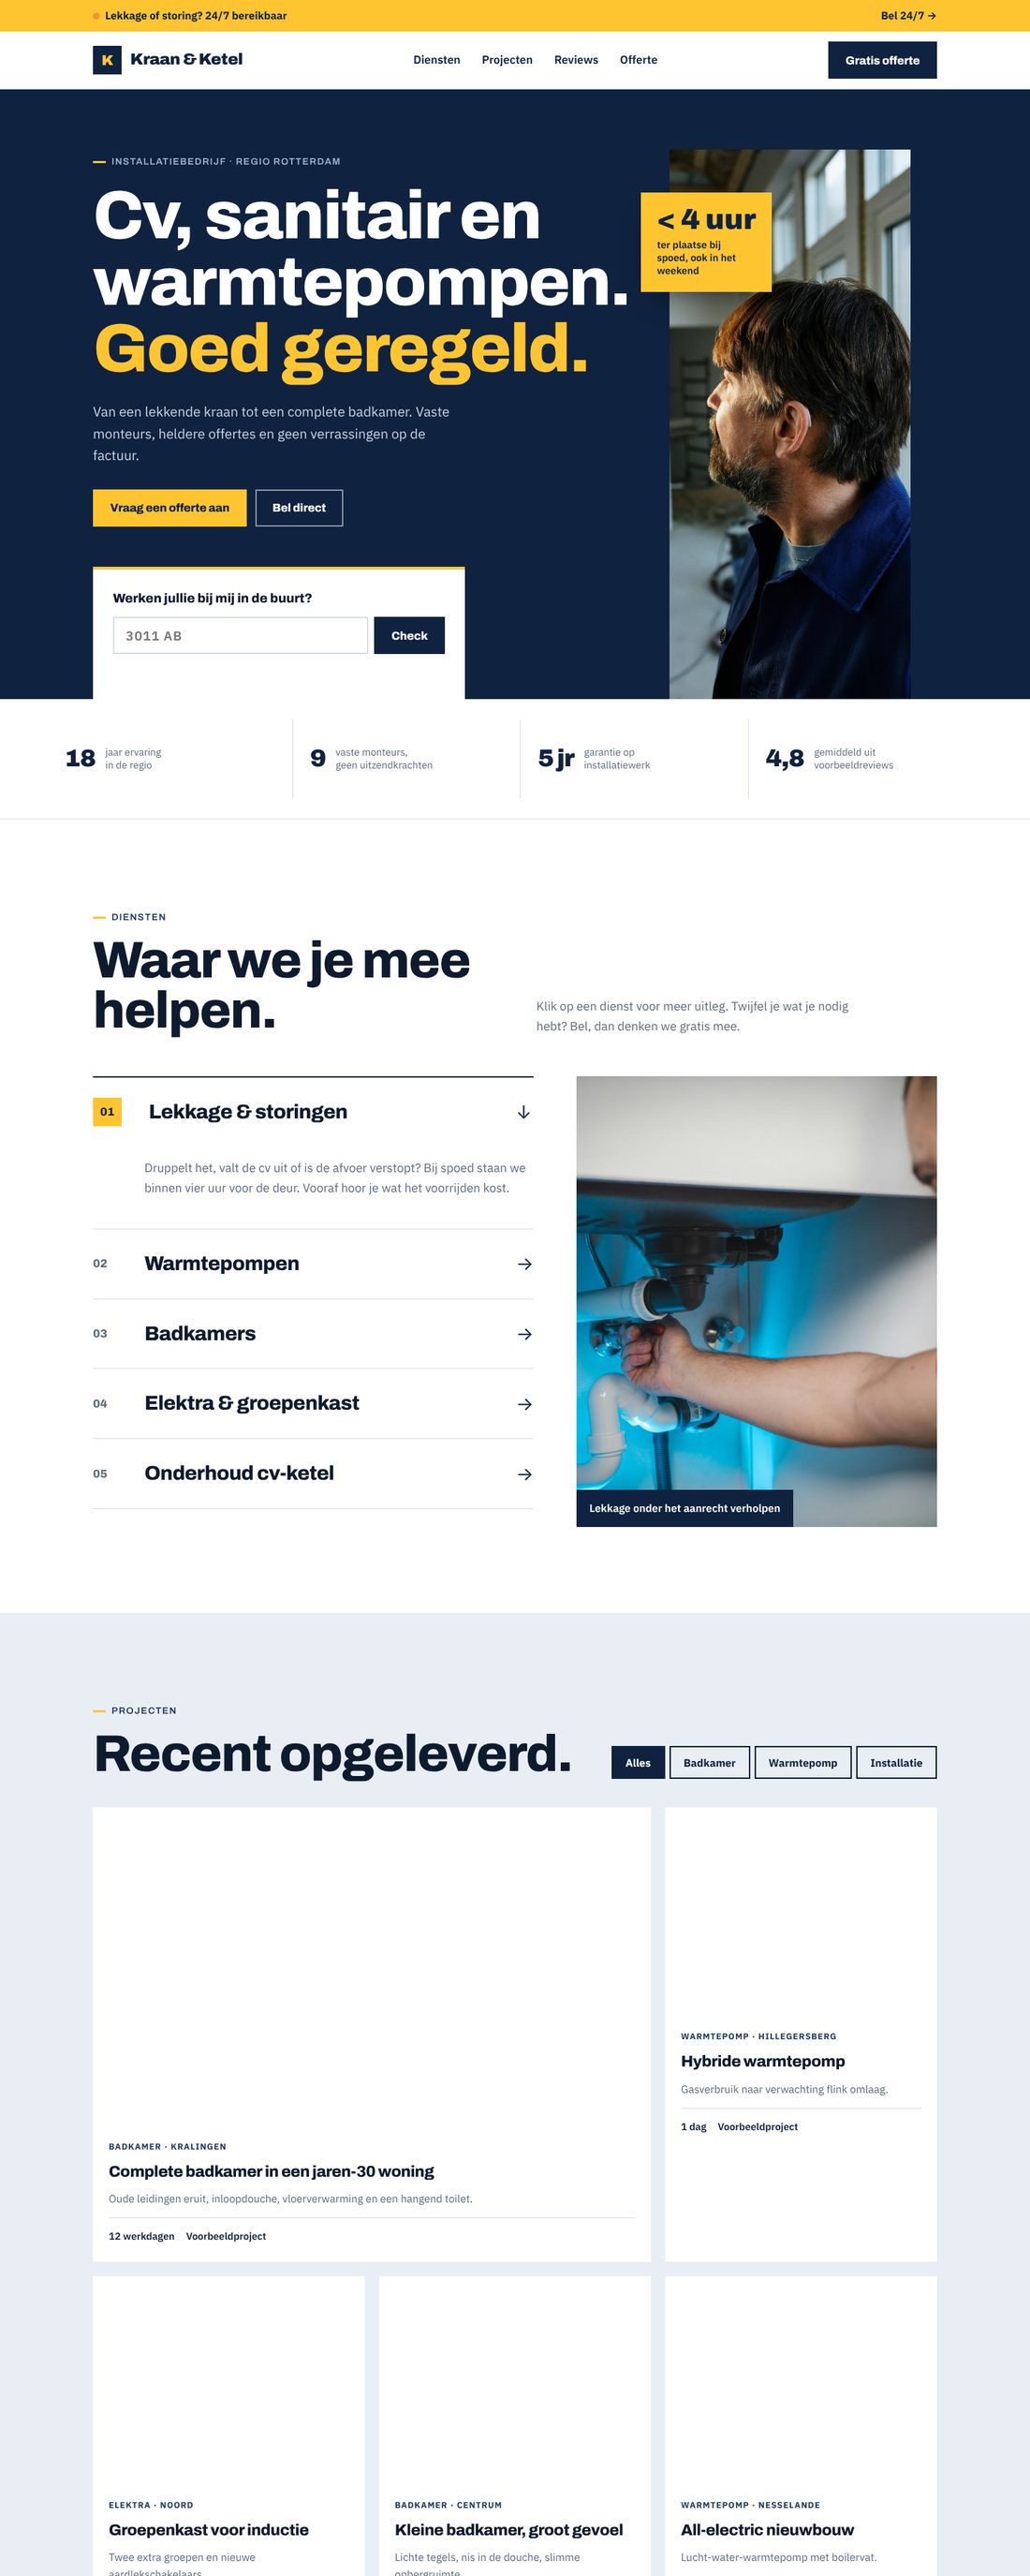 Lekkage of storing? 24/7 bereikbaar
Bel 24/7 →
K
Kraan & Ketel
Diensten
Projecten
Reviews
Offerte
Gratis offerte
INSTALLATIEBEDRIJF · REGIO ROTTERDAM
Cv, sanitair en
warmtepompen.
Goed geregeld.
< 4 uur
ter plaatse bij
spoed, ook in het
weekend
Van een lekkende kraan tot een complete badkamer. Vaste
monteurs, heldere offertes en geen verrassingen op de
factuur.
Vraag een offerte aan
Bel direct
Werken jullie bij mij in de buurt?
3011 AB
Check
18
jaar ervaring
in de regio
9
vaste monteurs,
geen uitzendkrachten
5 jr
garantie op
installatiewerk
4,8
gemiddeld uit
voorbeeldreviews
DIENSTEN
Waar we je mee
helpen.
Klik op een dienst voor meer uitleg. Twijfel je wat je nodig
hebt? Bel, dan denken we gratis mee.
01
Lekkage & storingen
↓
Druppelt het, valt de cv uit of is de afvoer verstopt? Bij spoed staan we
binnen vier uur voor de deur. Vooraf hoor je wat het voorrijden kost.
02
Warmtepompen
→
03
Badkamers
→
04
Elektra & groepenkast
→
05
Onderhoud cv-ketel
→
Lekkage onder het aanrecht verholpen
PROJECTEN
Recent opgeleverd.
Alles
Badkamer
Warmtepomp
Installatie
BADKAMER · KRALINGEN
Complete badkamer in een jaren-30 woning
Oude leidingen eruit, inloopdouche, vloerverwarming en een hangend toilet.
12 werkdagen
Voorbeeldproject
WARMTEPOMP · HILLEGERSBERG
Hybride warmtepomp
Gasverbruik naar verwachting flink omlaag.
1 dag
Voorbeeldproject
ELEKTRA · NOORD
Groepenkast voor inductie
Twee extra groepen en nieuwe
aardlekschakelaars.
BADKAMER · CENTRUM
Kleine badkamer, groot gevoel
Lichte tegels, nis in de douche, slimme
opbergruimte.
WARMTEPOMP · NESSELANDE
All-electric nieuwbouw
Lucht-water-warmtepomp met boilervat.